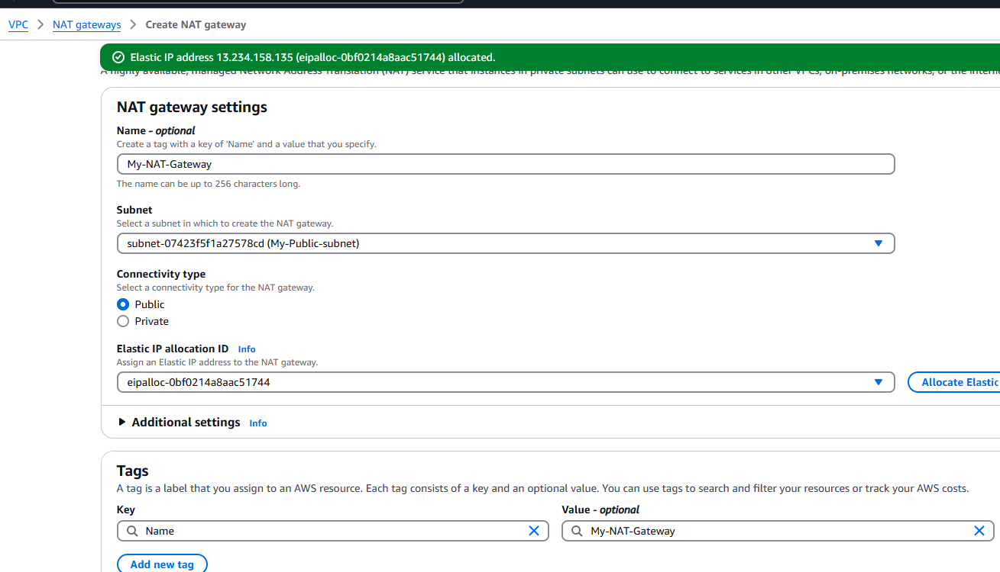 VPC > NAT gateways > Create NAT gateway
Elastic IP address 13.234.158.135 (eipalloc-0bf0214a8aac51744) allocated.
A highly available, managed Network Address Translation (NAT) service that instances in private subnets can use to connect to services in other VPCs, on-premises networks, or the
NAT gateway settings
Name - optional
Create a tag with a key of 'Name' and a value that you specify.
My-NAT-Gateway
The name can be up to 256 characters long.
Subnet
Select a subnet in which to create the NAT gateway.
subnet-07423f5f1a27578cd (My-Public-subnet)
Connectivity type
Select a connectivity type for the NAT gateway.
Public
Private
Elastic IP allocation ID Info
Assign an Elastic IP address to the NAT gateway.
eipalloc-0bf0214a8aac51744
Allocate Elastic
Additional settings Info
Tags
A tag is a label that you assign to an AWS resource. Each tag consists of a key and an optional value. You can use tags to search and filter your resources or track your AWS costs.
Key
Value - optional
Name
My-NAT-Gateway
Add new tag